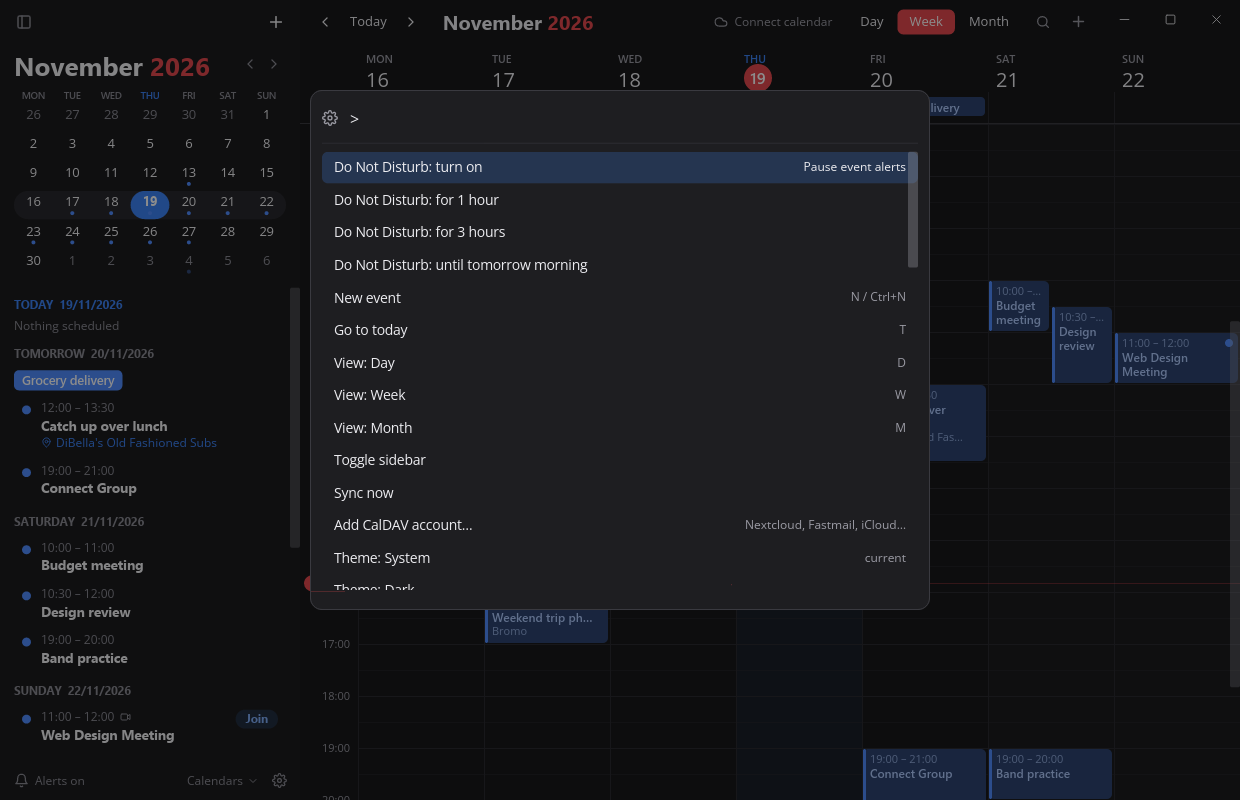 Today
November 2026
Connect calendar
Day
Week
Month
November 2026
MON TUE WED THU FRI SAT SUN
26 27 28 29 30 31 1
2 3 4 5 6 7 8
9 10 11 12 13 14 15
16 17 18 19 20 21 22
23 24 25 26 27 28 29
30 1 2 3 4 5 6
TODAY 19/11/2026
Nothing scheduled
TOMORROW 20/11/2026
Grocery delivery
12:00 – 13:30
Catch up over lunch
DiBella's Old Fashioned Subs
19:00 – 21:00
Connect Group
SATURDAY 21/11/2026
10:00 – 11:00
Budget meeting
10:30 – 12:00
Design review
19:00 – 20:00
Band practice
SUNDAY 22/11/2026
11:00 – 12:00
Join
Web Design Meeting
Alerts on
Calendars
MON TUE WED THU FRI SAT SUN
16 17 18 19 20 21 22
livery
>
Do Not Disturb: turn on Pause event alerts
Do Not Disturb: for 1 hour
Do Not Disturb: for 3 hours
Do Not Disturb: until tomorrow morning
New event N / Ctrl+N
Go to today T
View: Day D
View: Week W
View: Month M
Toggle sidebar
Sync now
Add CalDAV account... Nextcloud, Fastmail, iCloud...
Theme: System current
Theme: Dark
10:00 –...
Budget
meeting
10:30 –...
Design
review
11:00 – 12:00
Web Design
Meeting
ver
d Fas...
Weekend trip ph...
Bromo
17:00
18:00
19:00
20:00
19:00 – 21:00
Connect Group
19:00 – 20:00
Band practice